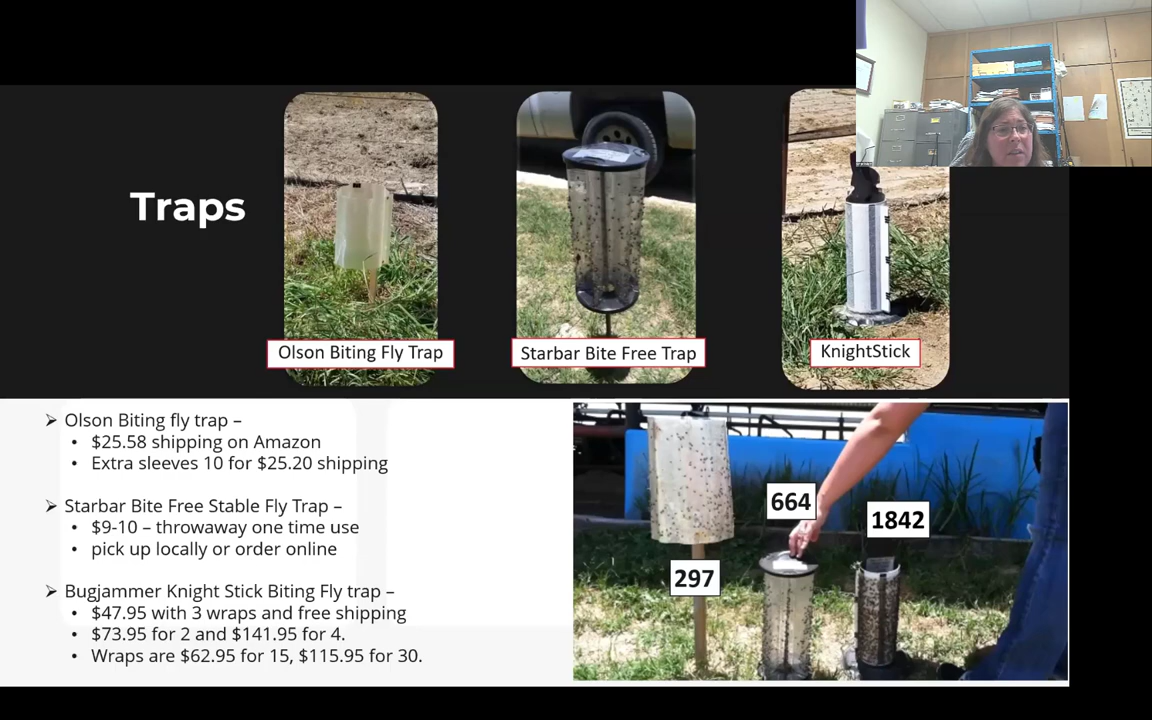 Traps
Olson Biting Fly Trap
Starbar Bite Free Trap
KnightStick
➢ Olson Biting fly trap –
• $25.58 shipping on Amazon
• Extra sleeves 10 for $25.20 shipping
➢ Starbar Bite Free Stable Fly Trap –
• $9-10 – throwaway one time use
• pick up locally or order online
➢ Bugjammer Knight Stick Biting Fly trap –
• $47.95 with 3 wraps and free shipping
• $73.95 for 2 and $141.95 for 4.
• Wraps are $62.95 for 15, $115.95 for 30.
297
664
1842